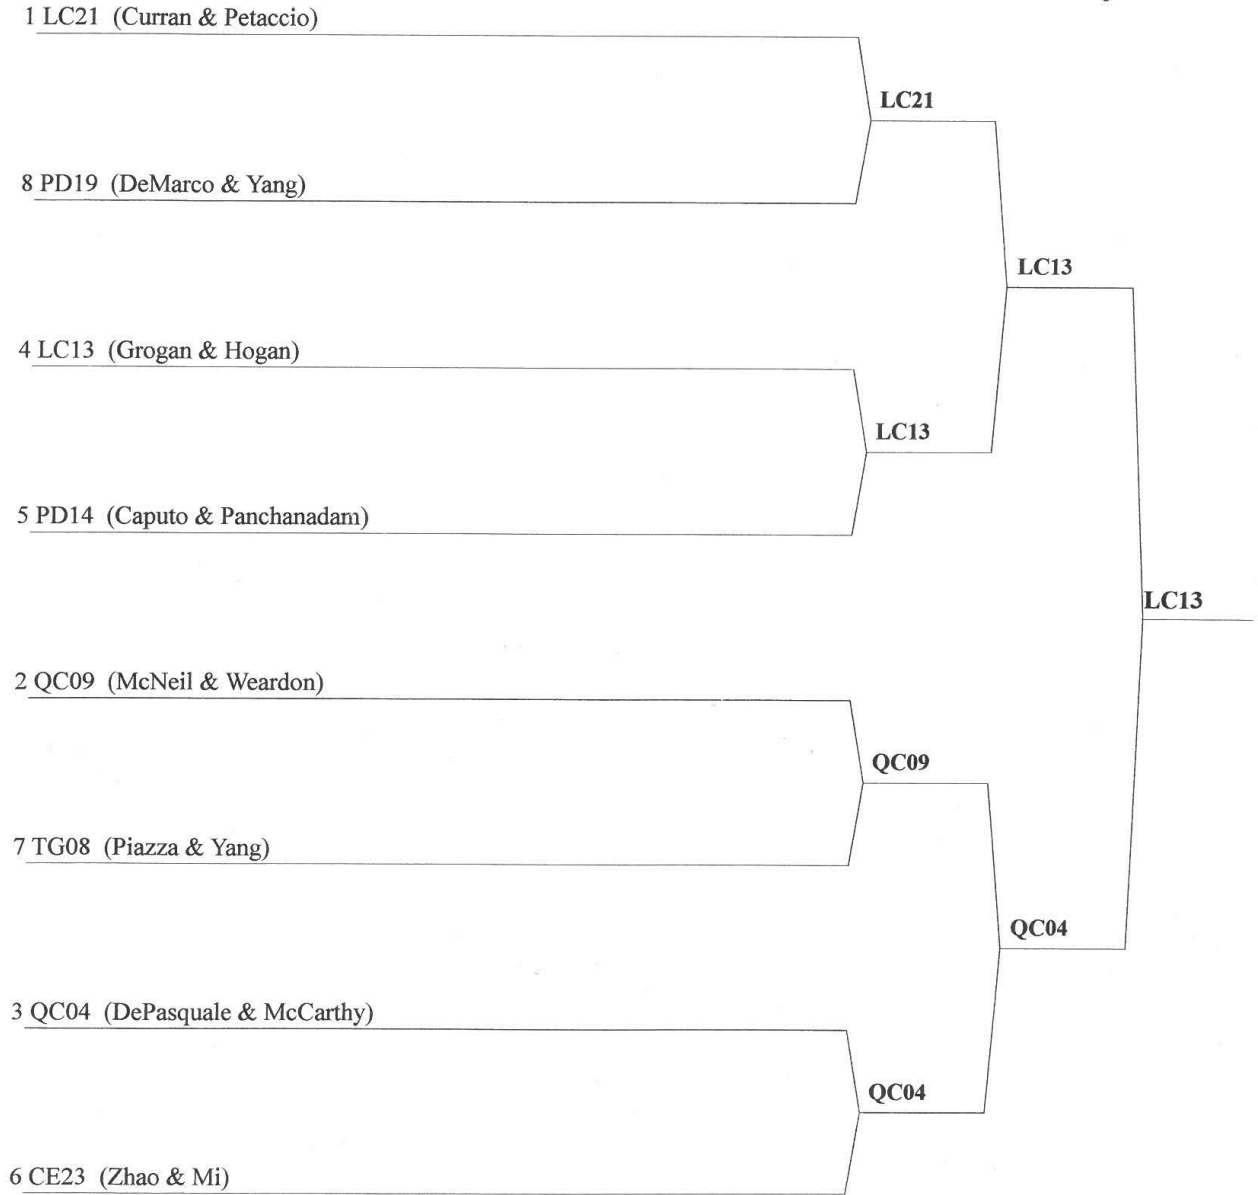 1 LC21 (Curran & Petaccio)
LC21
8 PD19 (DeMarco & Yang)
LC13
4 LC13 (Grogan & Hogan)
LC13
5 PD14 (Caputo & Panchanadam)
LC13
2 QC09 (McNeil & Weardon)
QC09
7 TG08 (Piazza & Yang)
QC04
3 QC04 (DePasquale & McCarthy)
QC04
6 CE23 (Zhao & Mi)